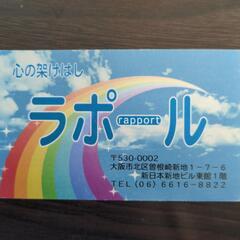 心の架けはし
ラポール
rapport
〒530-0002
大阪市北区曽根崎新地1-7-6
新日本新地ビル東館1階
TEL(06)6616-8822